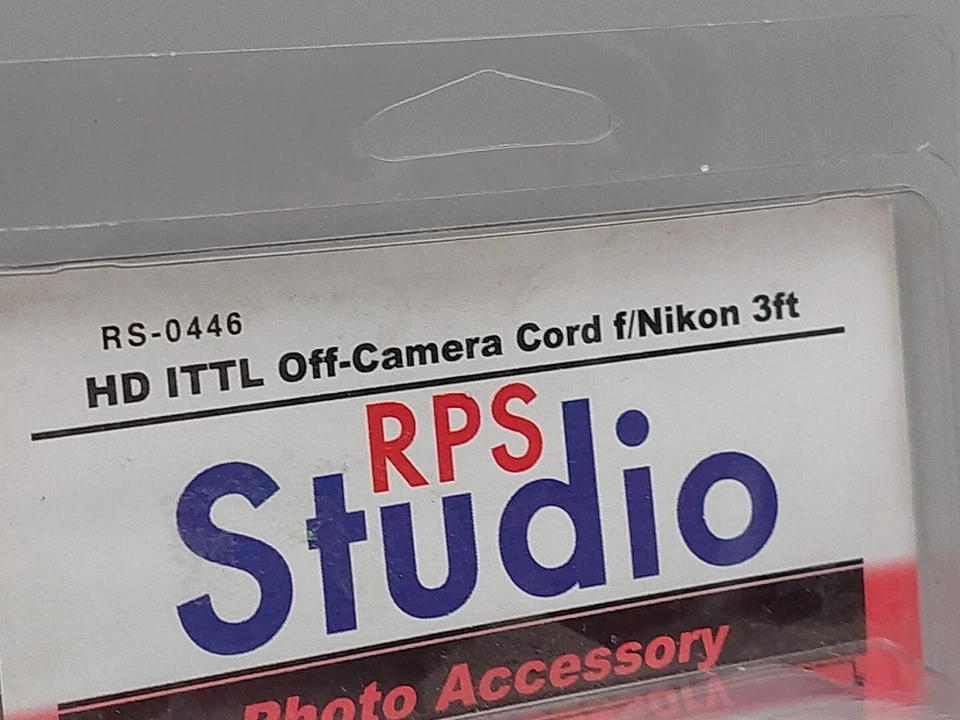 RS-0446
HD ITTL Off-Camera Cord f/Nikon 3ft
RPS
Studio
Photo Accessory